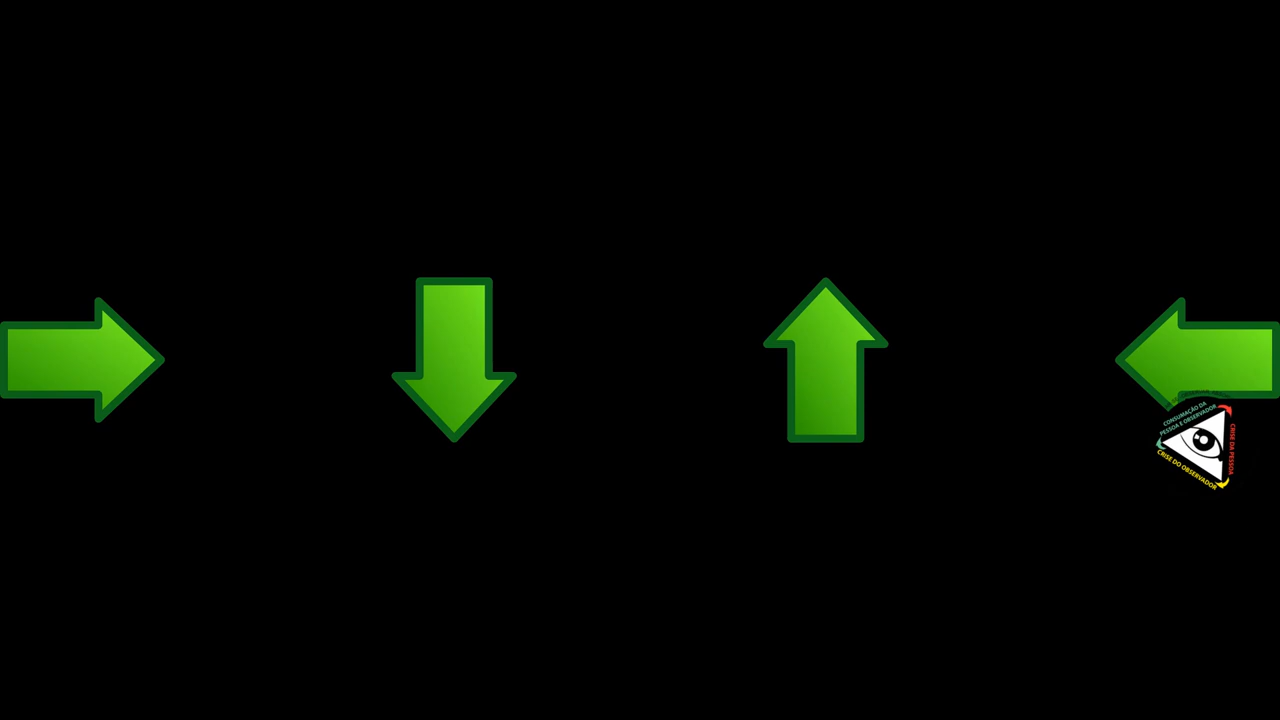 CONSUMAÇÃO DA
PESSOA E OBSERVADOR
CRISE DA PESSOA
CRISE DO OBSERVADOR